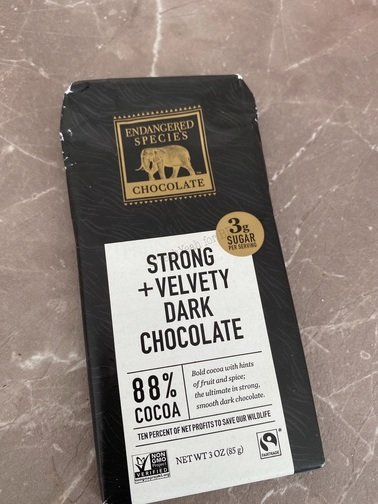 ENDANGERED
SPECIES
CHOCOLATE
3g
SUGAR
PER SERVING
STRONG
+VELVETY
DARK
CHOCOLATE
88%
COCOA
Bold cocoa with hints
of fruit and spice;
the ultimate in strong,
smooth dark chocolate.
TEN PERCENT OF NET PROFITS TO SAVE OUR WILDLIFE
NON
GMO
Project
VERIFIED
nongmoproject.org
NET WT 3 OZ (85 g)
FAIRTRADE